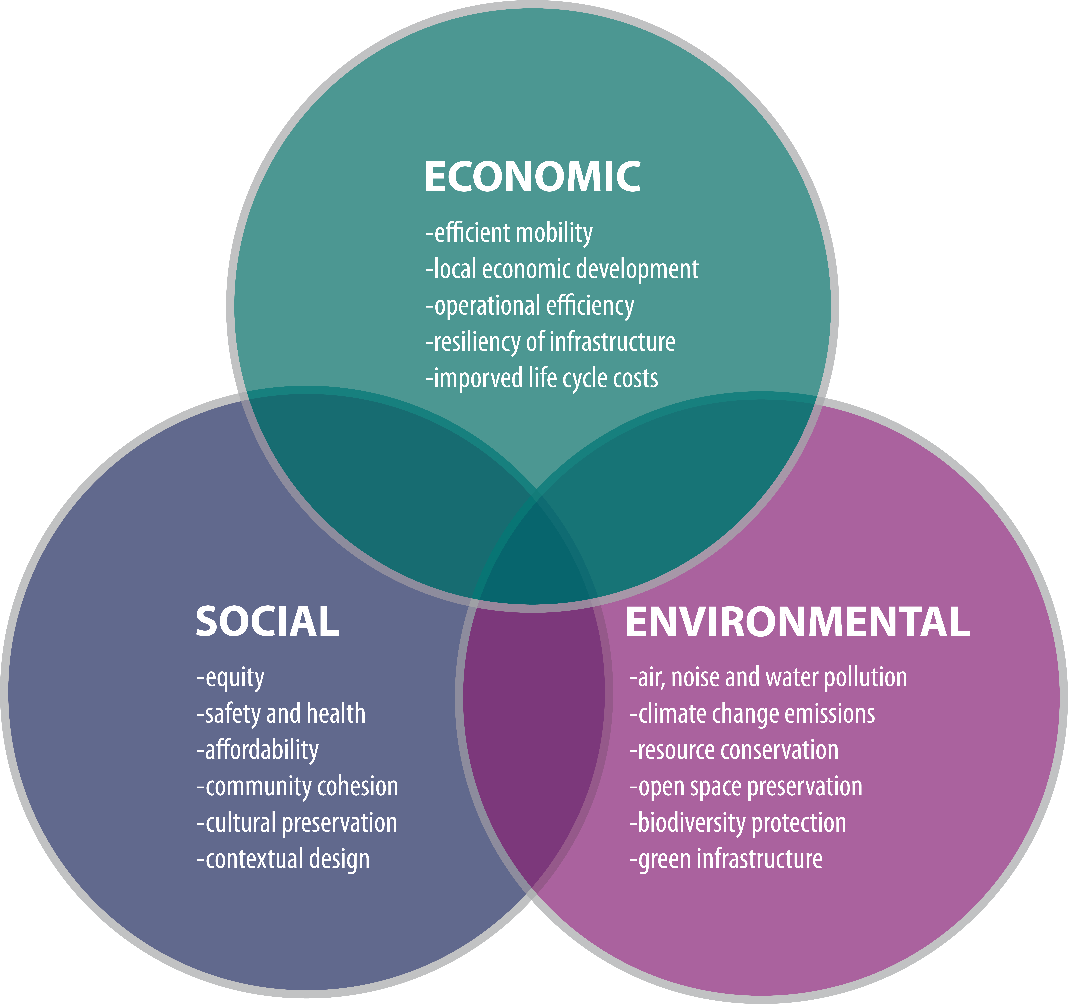 ECONOMIC
-efficient mobility
-local economic development
-operational efficiency
-resiliency of infrastructure
-imporved life cycle costs
SOCIAL
-equity
-safety and health
-affordability
-community cohesion
-cultural preservation
-contextual design
ENVIRONMENTAL
-air, noise and water pollution
-climate change emissions
-resource conservation
-open space preservation
-biodiversity protection
-green infrastructure